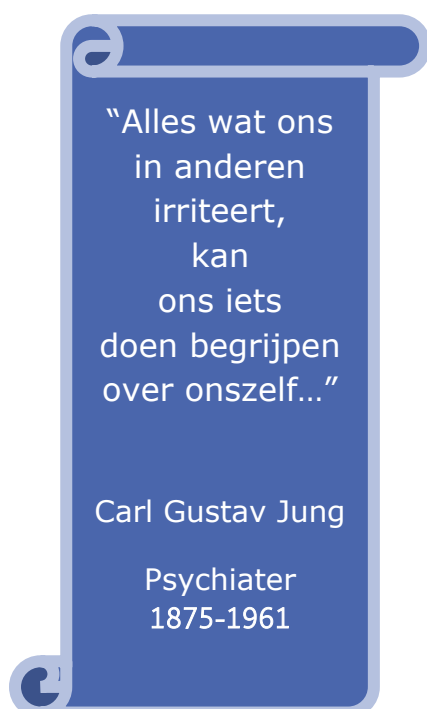 “Alles wat ons
in anderen
irriteert,
kan
ons iets
doen begrijpen
over onszelf…”
Carl Gustav Jung
Psychiater
1875-1961